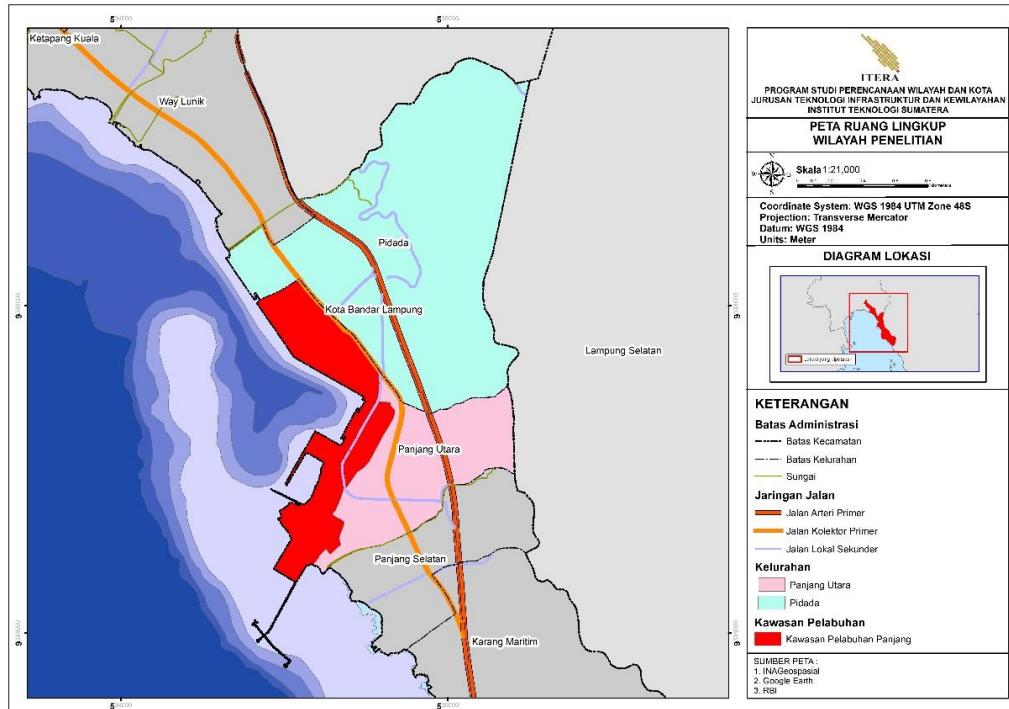 Ketapang Kuala
Way Lunik
Pidada
Kota Bandar Lampung
Lampung Selatan
Panjang Utara
Panjang Selatan
Karang Maritim
ITERA
PROGRAM STUDI PERENCANAAN WILAYAH DAN KOTA
JURUSAN TEKNOLOGI INFRASTRUKTUR DAN KEWILAYAHAN
INSTITUT TEKNOLOGI SUMATERA
PETA RUANG LINGKUP
WILAYAH PENELITIAN
N
Skala 1:21,000
S
Coordinate System: WGS 1984 UTM Zone 48S
Projection: Transverse Mercator
Datum: WGS 1984
Units: Meter
DIAGRAM LOKASI
KETERANGAN
Batas Administrasi
Batas Kecamatan
Batas Kelurahan
Sungai
Jaringan Jalan
Jalan Arteri Primer
Jalan Kolektor Primer
Jalan Lokal Sekunder
Kelurahan
Panjang Utara
Pidada
Kawasan Pelabuhan
Kawasan Pelabuhan Panjang
SUMBER PETA :
1. INAGeospasial
2. Google Earth
3. RBI